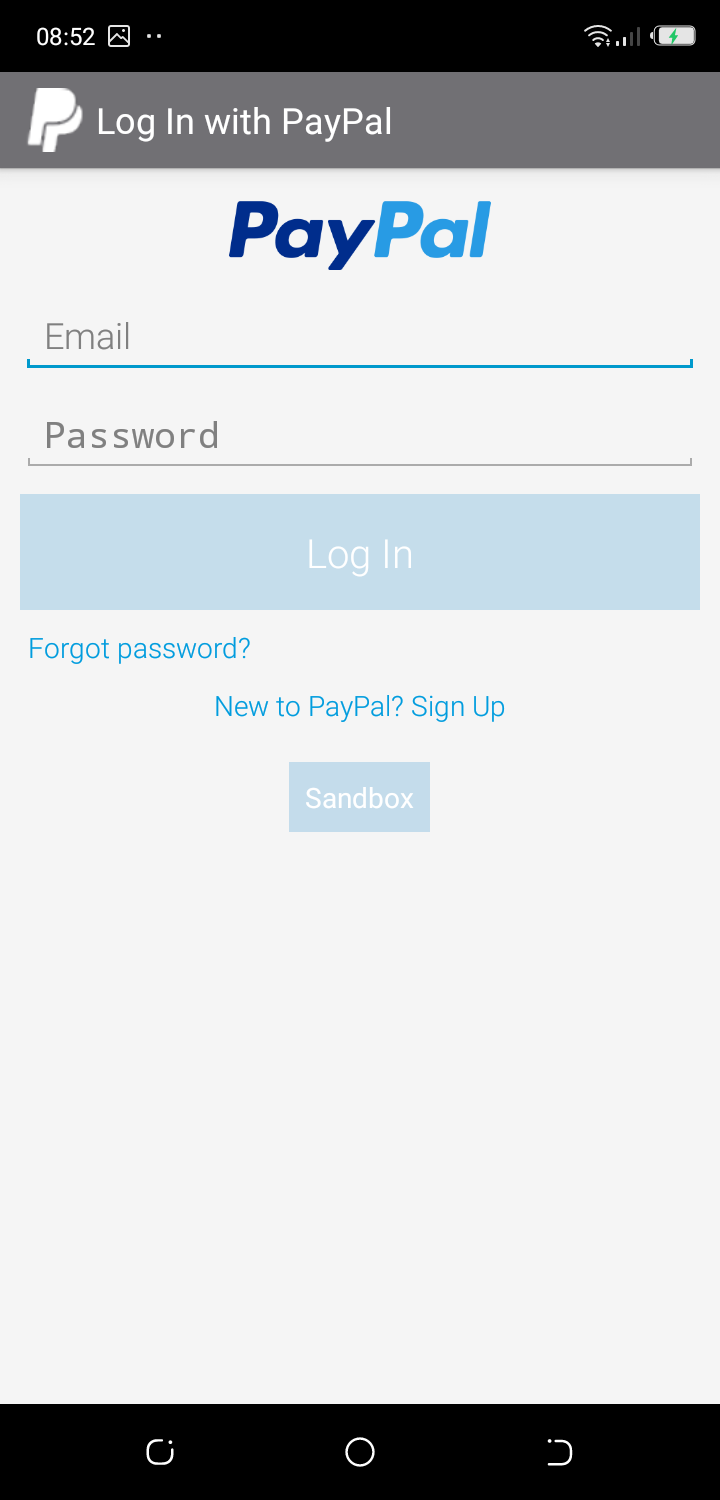 08:52
Log In with PayPal
PayPal
Email
Password
Log In
Forgot password?
New to PayPal? Sign Up
Sandbox